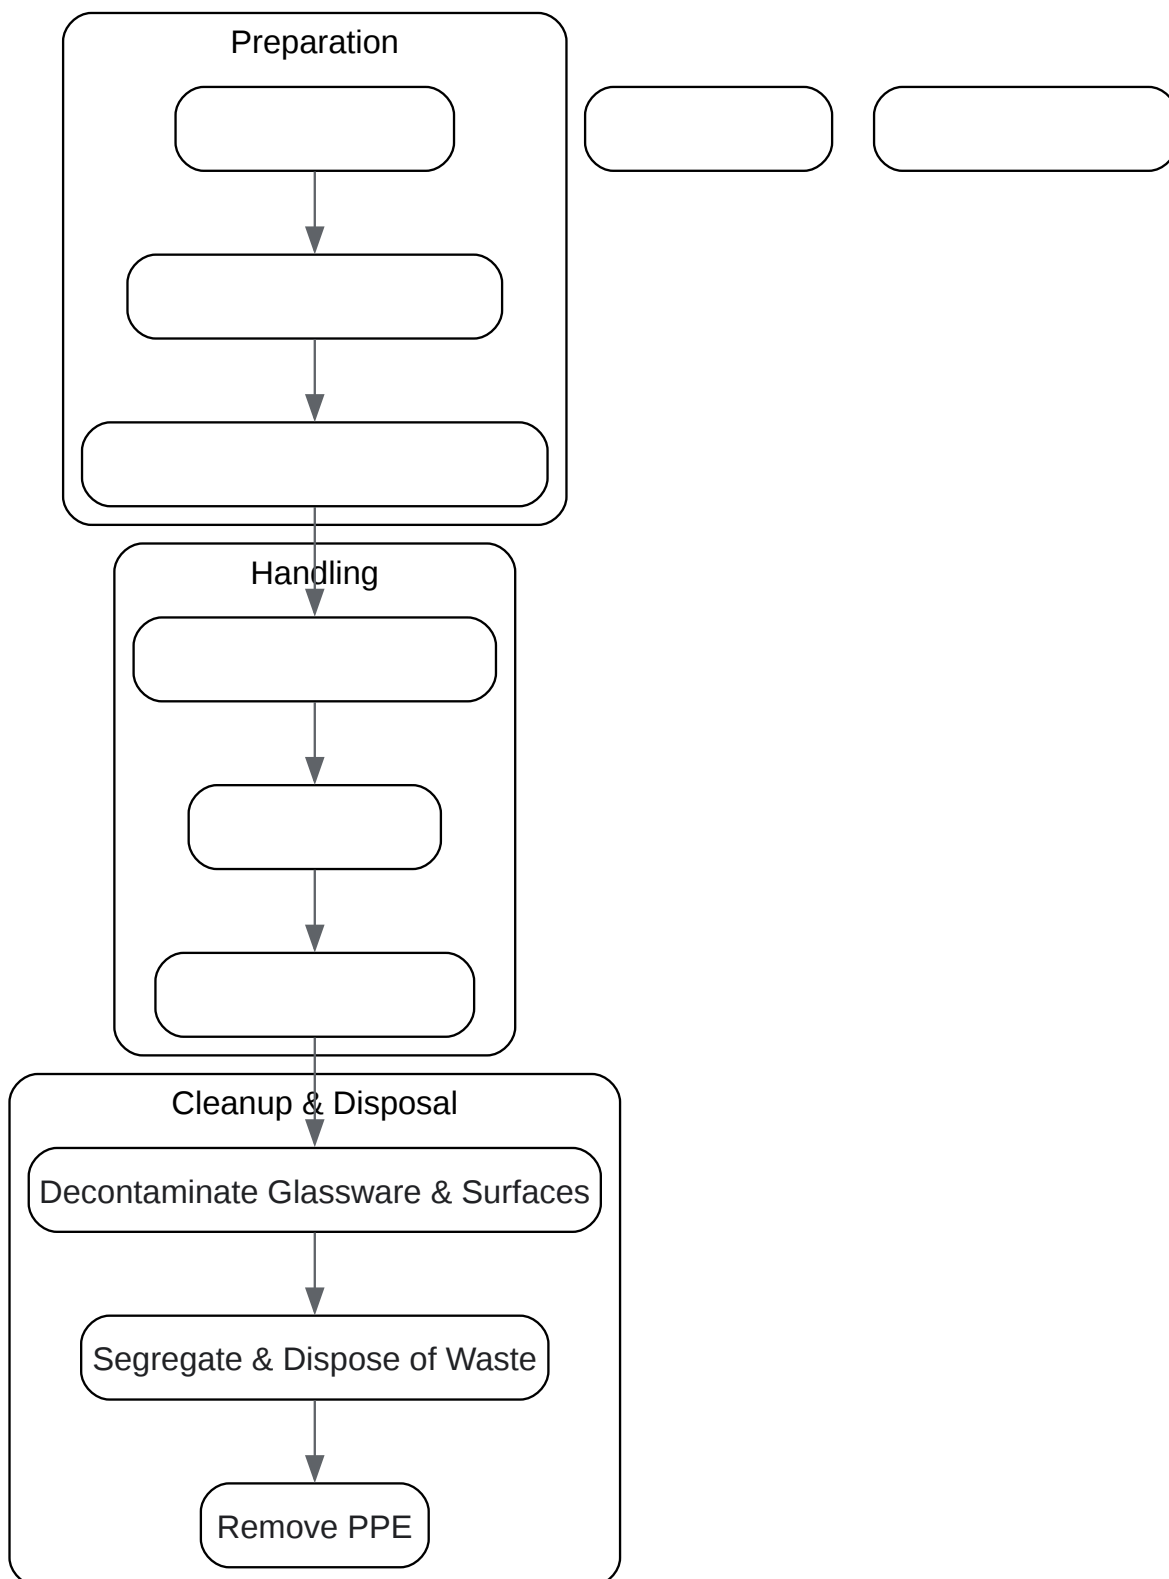 Preparation
Handling
Cleanup & Disposal
Decontaminate Glassware & Surfaces
Segregate & Dispose of Waste
Remove PPE